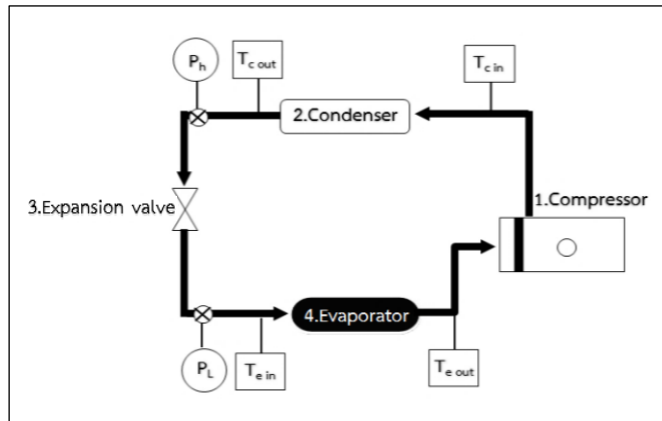 Ph
Tc out
Tc in
2.Condenser
3.Expansion valve
1.Compressor
4.Evaporator
PL
Te in
Te out